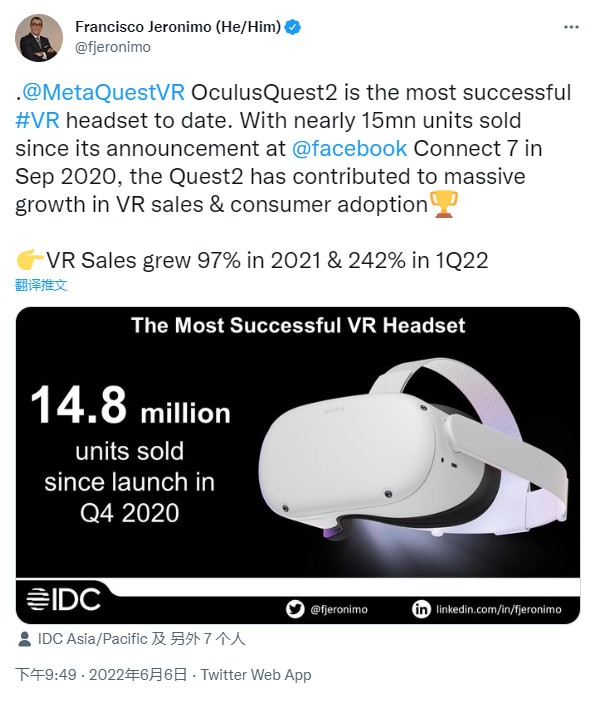 Francisco Jeronimo (He/Him)
@fjeronimo
.@MetaQuestVR OculusQuest2 is the most successful
#VR headset to date. With nearly 15mn units sold
since its announcement at @facebook Connect 7 in
Sep 2020, the Quest2 has contributed to massive
growth in VR sales & consumer adoption🏆
👉VR Sales grew 97% in 2021 & 242% in 1Q22
翻译推文
The Most Successful VR Headset
14.8 million
units sold
since launch in
Q4 2020
IDC
@fjeronimo
linkedin.com/in/fjeronimo
IDC Asia/Pacific 及 另外 7 个人
下午9:49 · 2022年6月6日 · Twitter Web App